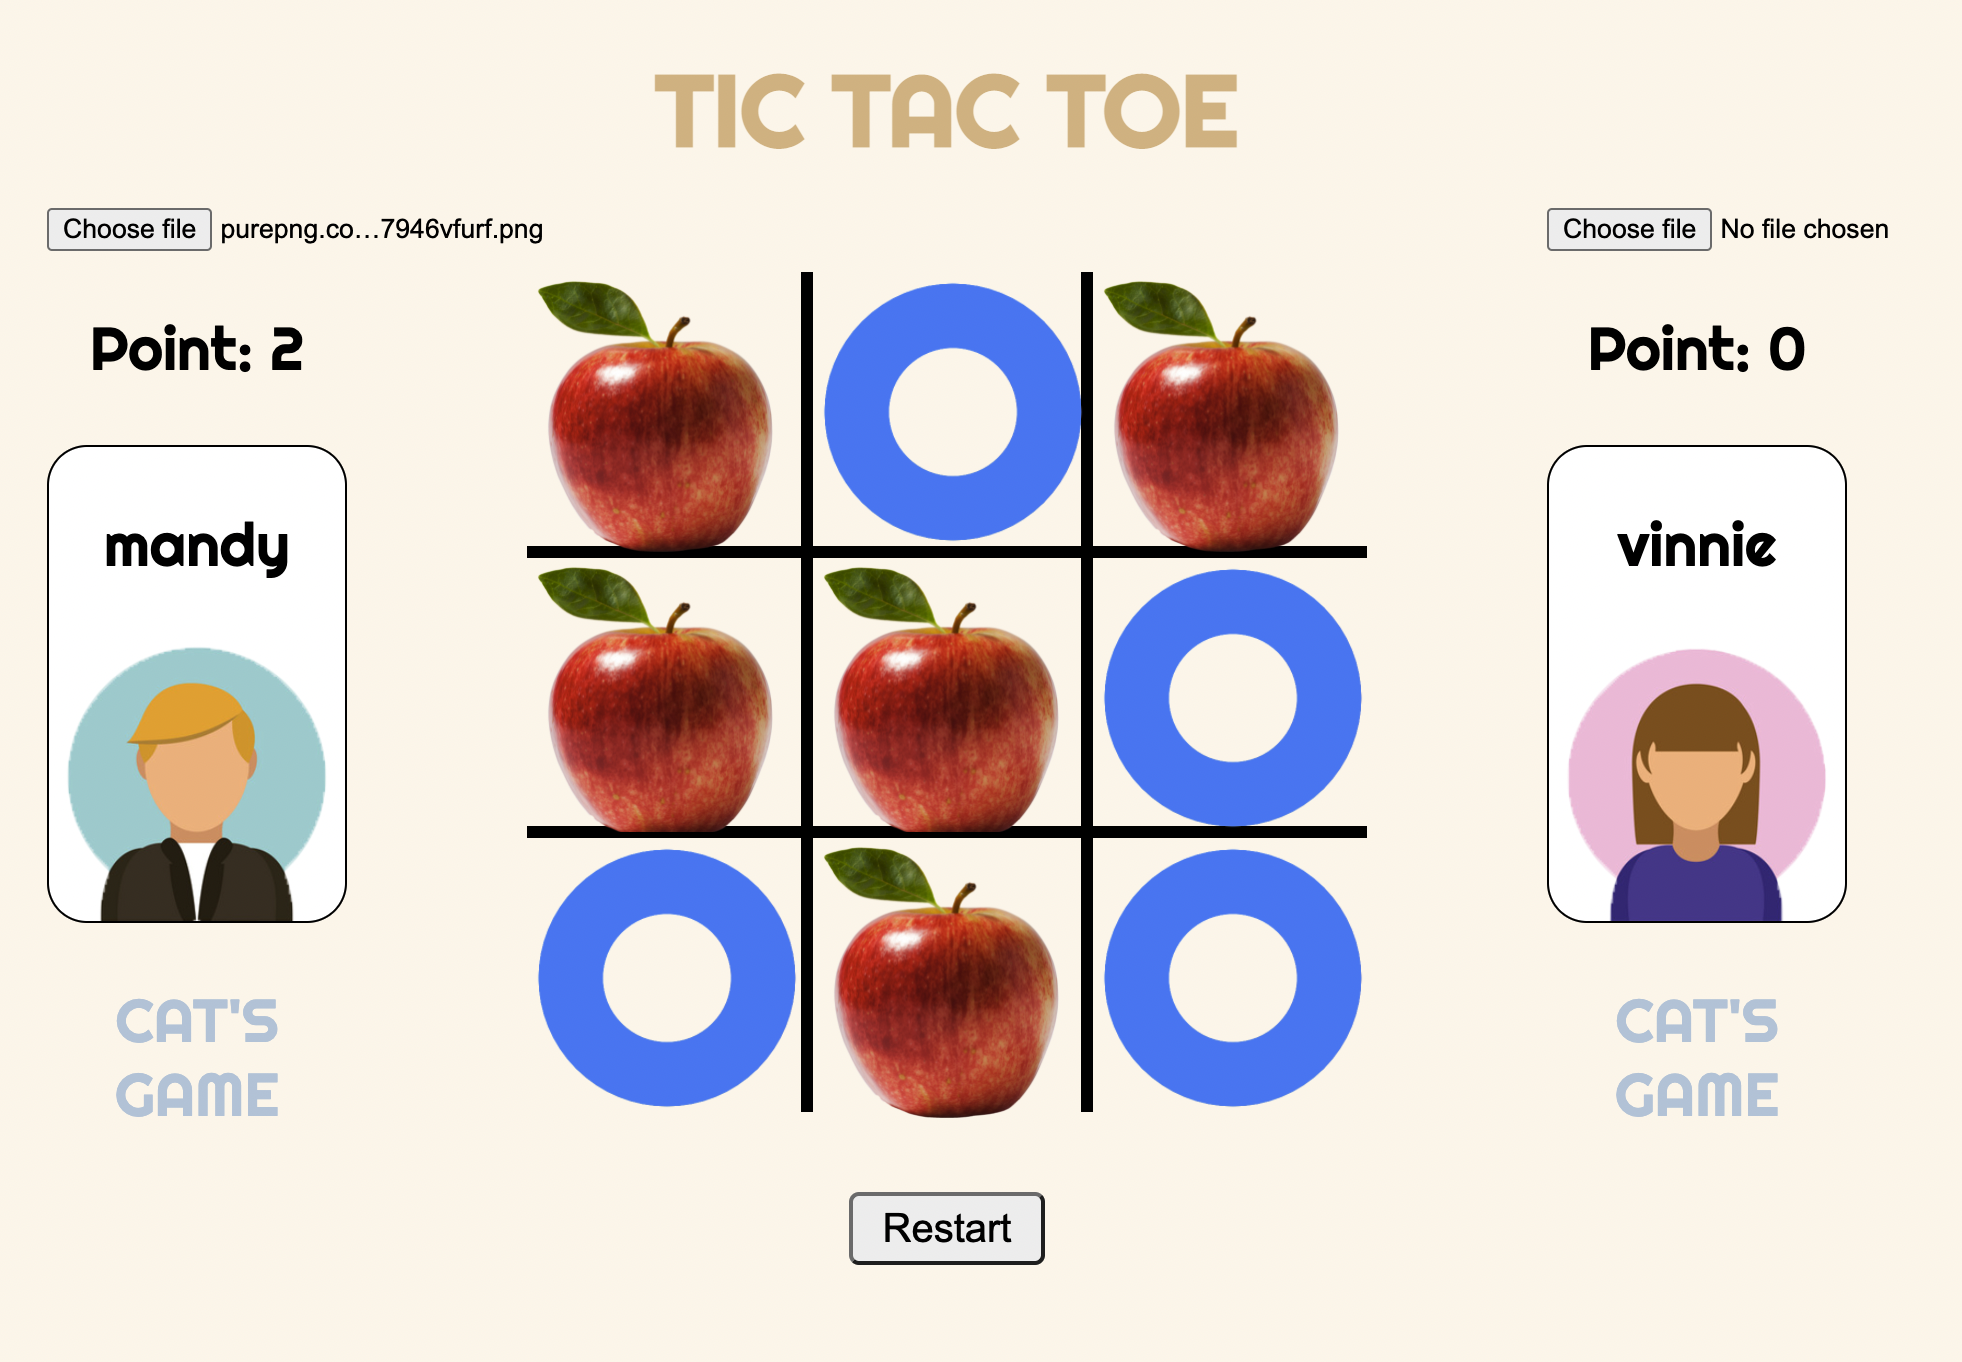 TIC TAC TOE
Choose file purepng.co...7946vfurf.png
Choose file No file chosen
Point: 2
Point: 0
mandy
vinnie
CAT'S
GAME
CAT'S
GAME
Restart